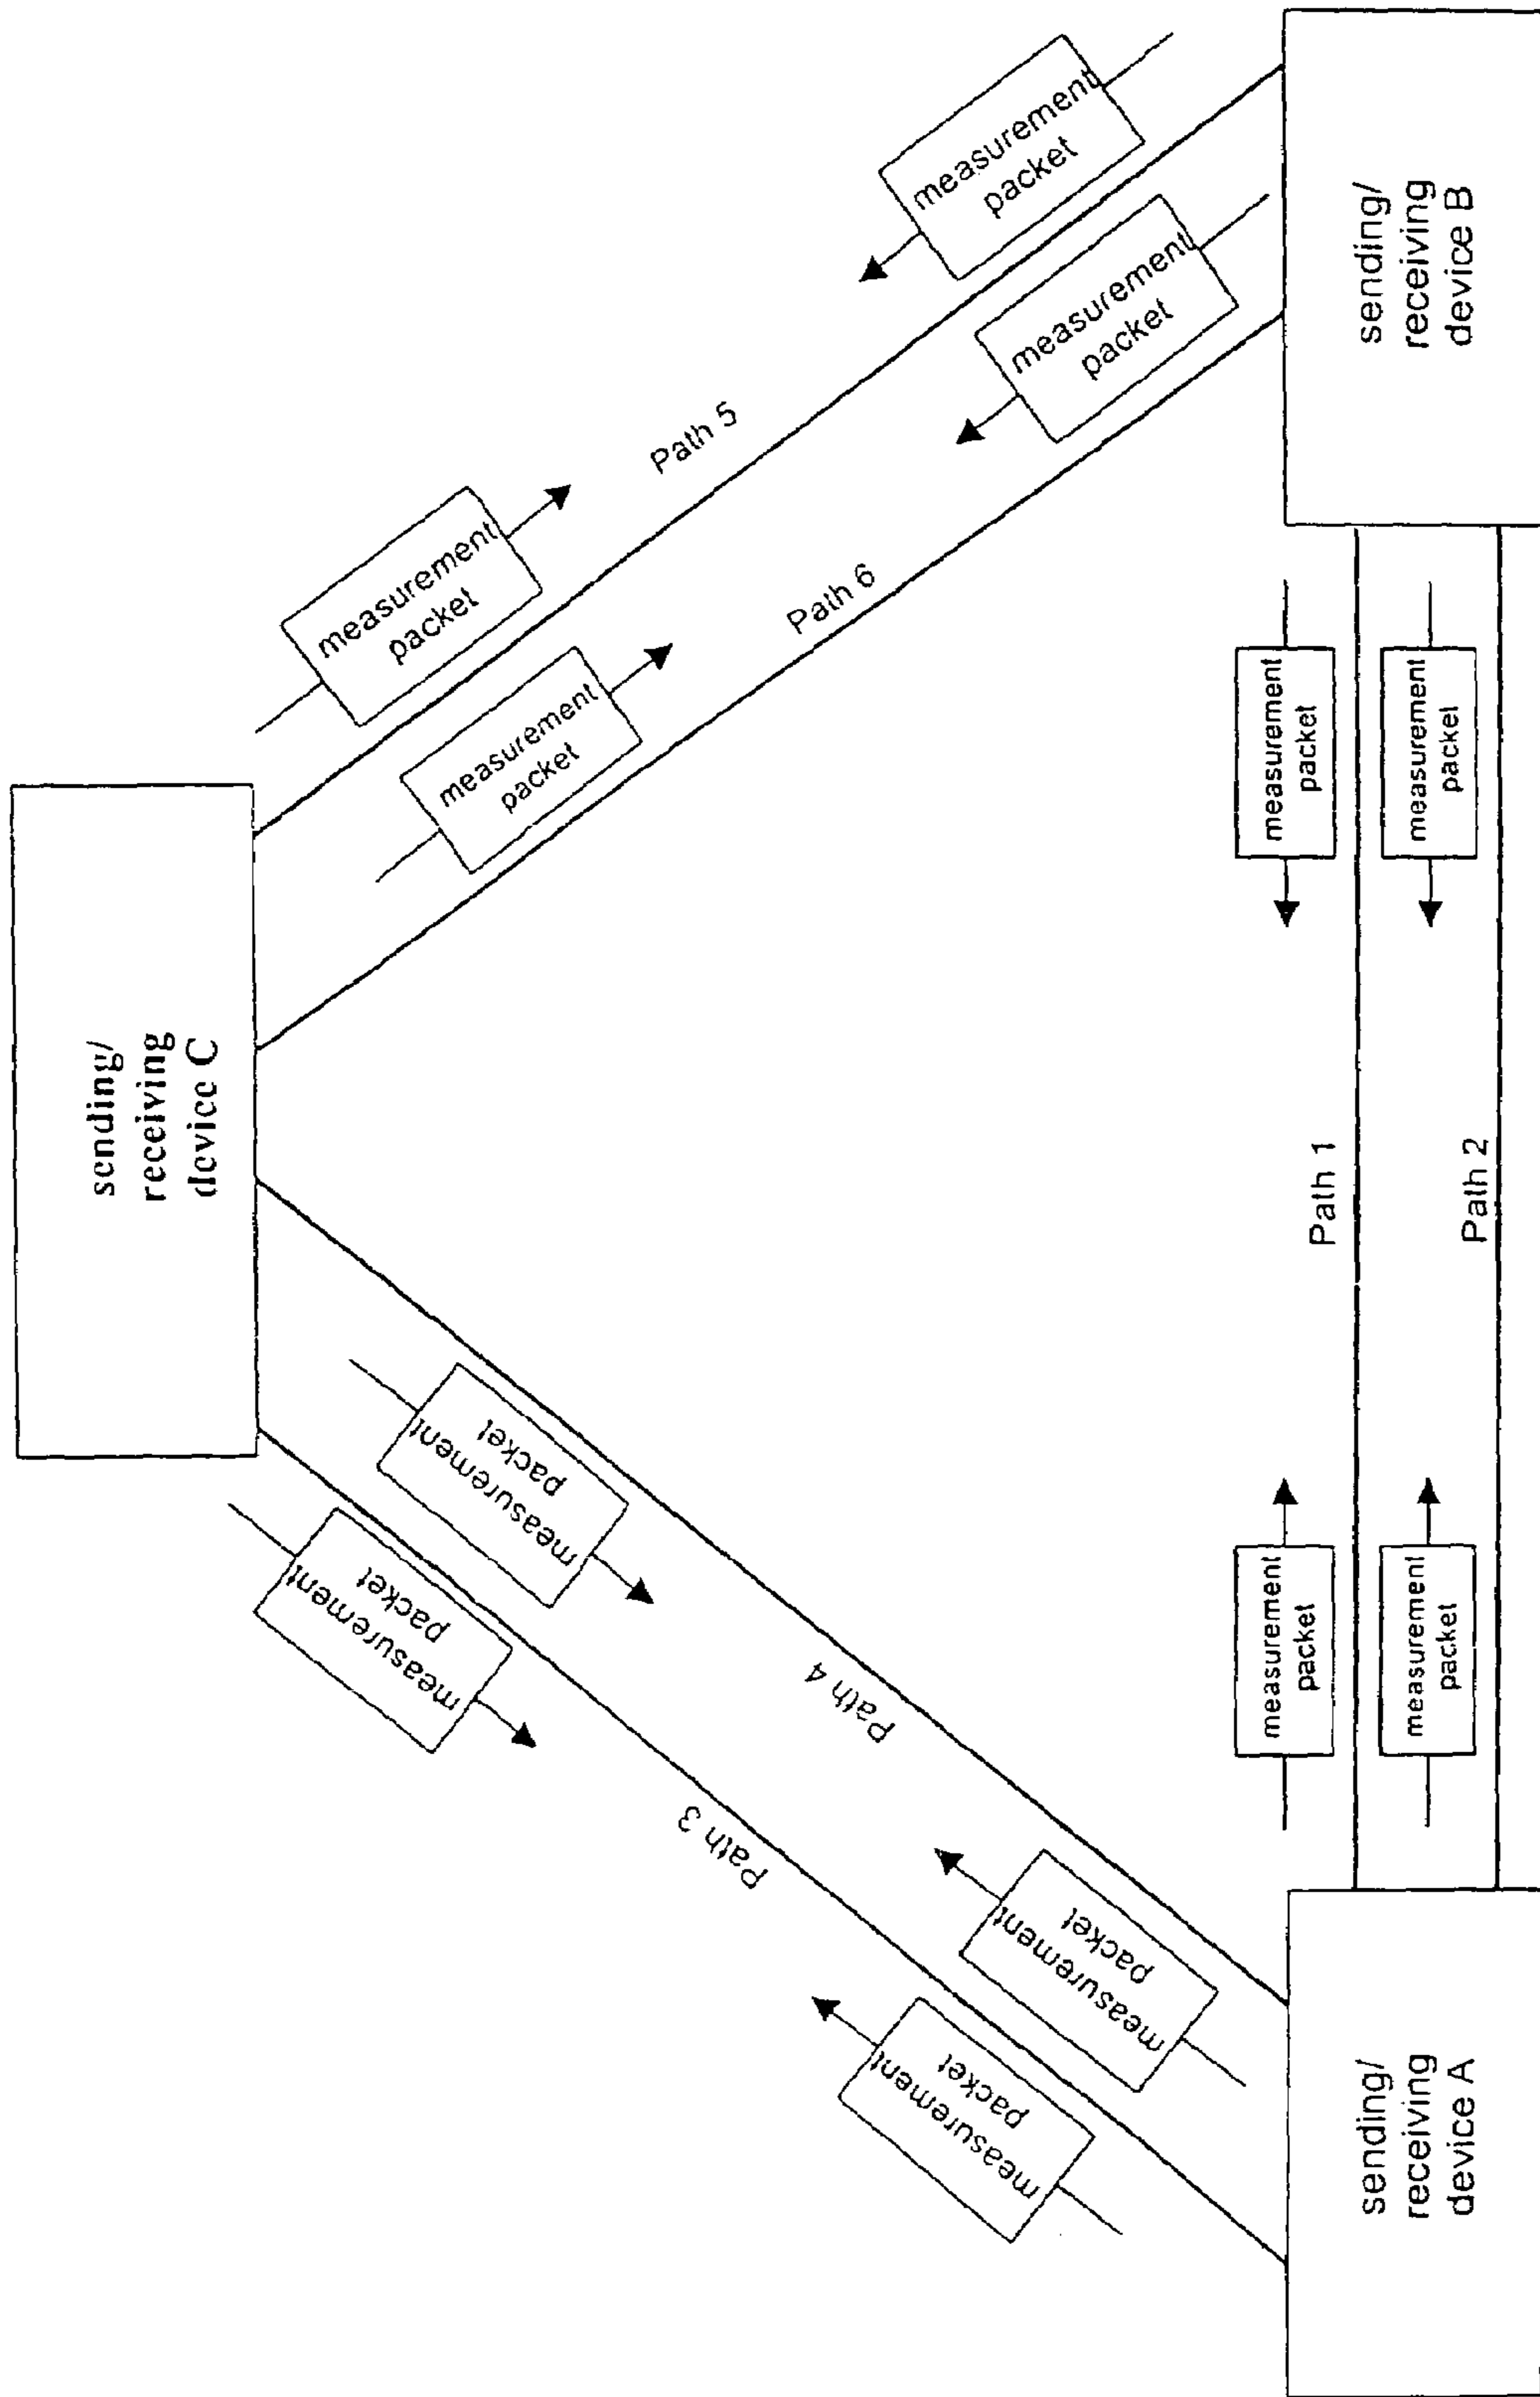 sending/
receiving
device C
measurement
packet
measurement
packet
Path 3
Path 4
measurement
packet
measurement
packet
measurement
packet
measurement
packet
Path 5
Path 6
measurement
packet
measurement
packet
sending/
receiving
device A
measurement
packet
Path 1
measurement
packet
measurement
packet
Path 2
measurement
packet
sending/
receiving
device B